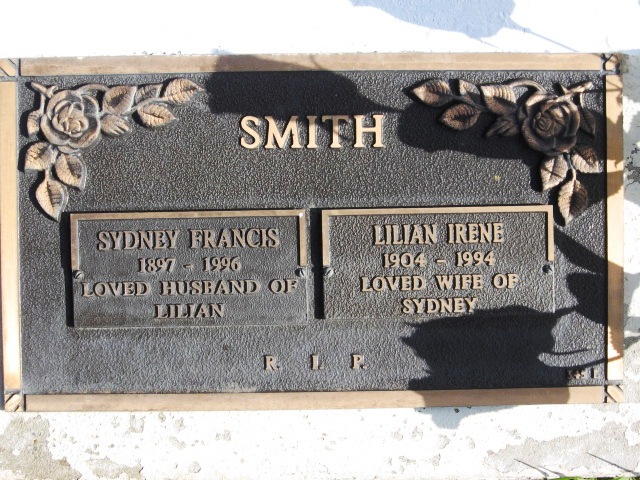 SMITH
SYDNEY FRANCIS
1897 - 1996
LOVED HUSBAND OF
LILIAN
LILIAN IRENE
1904 - 1994
LOVED WIFE OF
SYDNEY
R. I. P.